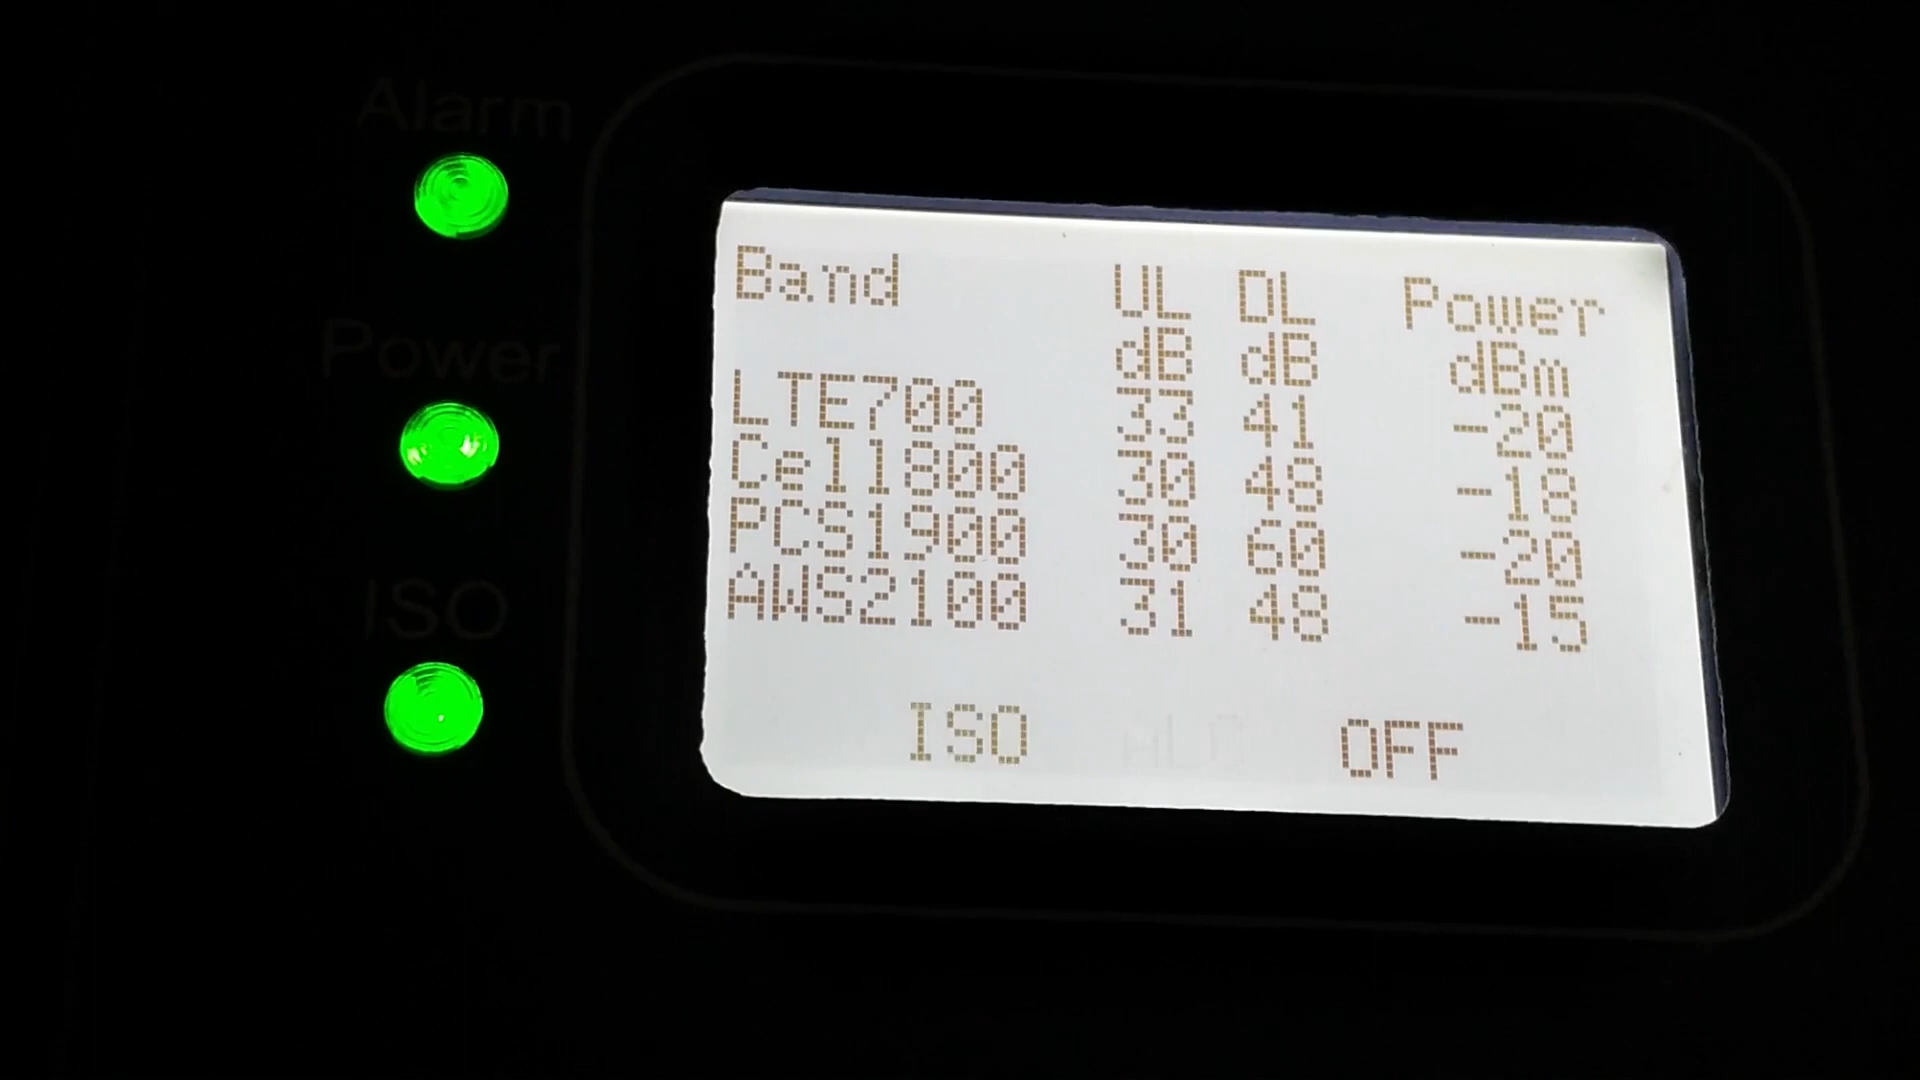 Alarm
Power
ISO
Band UL DL Power
dB dB dBm
LTE700 33 41 -20
Cell800 30 48 -18
PCS1900 30 60 -20
AWS2100 31 48 -15
ISO OFF